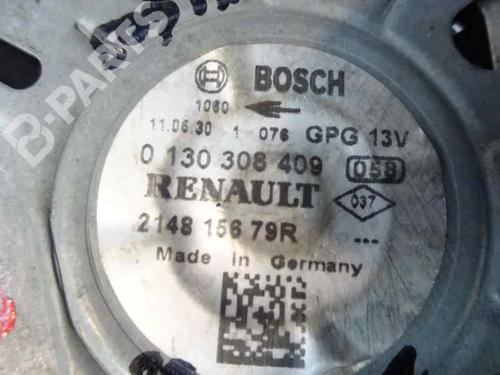 BOSCH
1060
11.06.30 1 076 GPG 13V
0 130 308 409 059
RENAULT 037
2148 156 79R ...
Made in Germany
B-PARTS